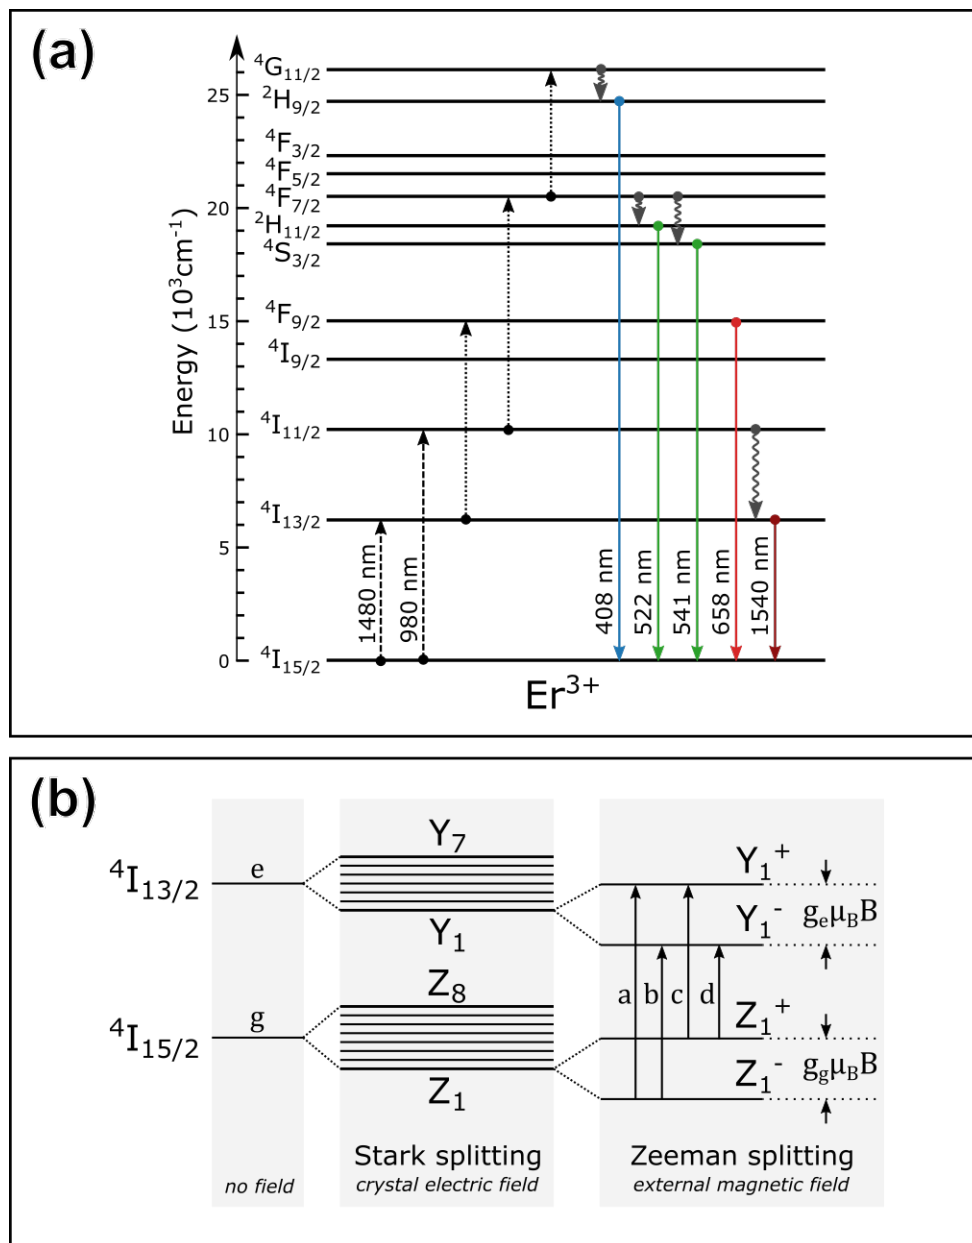 (a)
Energy (10³cm⁻¹)
25
20
15
10
5
0
⁴G₁₁/₂
²H₉/₂
⁴F₃/₂
⁴F₅/₂
⁴F₇/₂
²H₁₁/₂
⁴S₃/₂
⁴F₉/₂
⁴I₉/₂
⁴I₁₁/₂
⁴I₁₃/₂
⁴I₁₅/₂
1480 nm
980 nm
408 nm
522 nm
541 nm
658 nm
1540 nm
Er³⁺
(b)
⁴I₁₃/₂
e
⁴I₁₅/₂
g
no field
Y₇
Y₁
Z₈
Z₁
Stark splitting
crystal electric field
Y₁⁺
Y₁⁻
gₑμ_BB
a b c d
Z₁⁺
Z₁⁻
g_gμ_BB
Zeeman splitting
external magnetic field